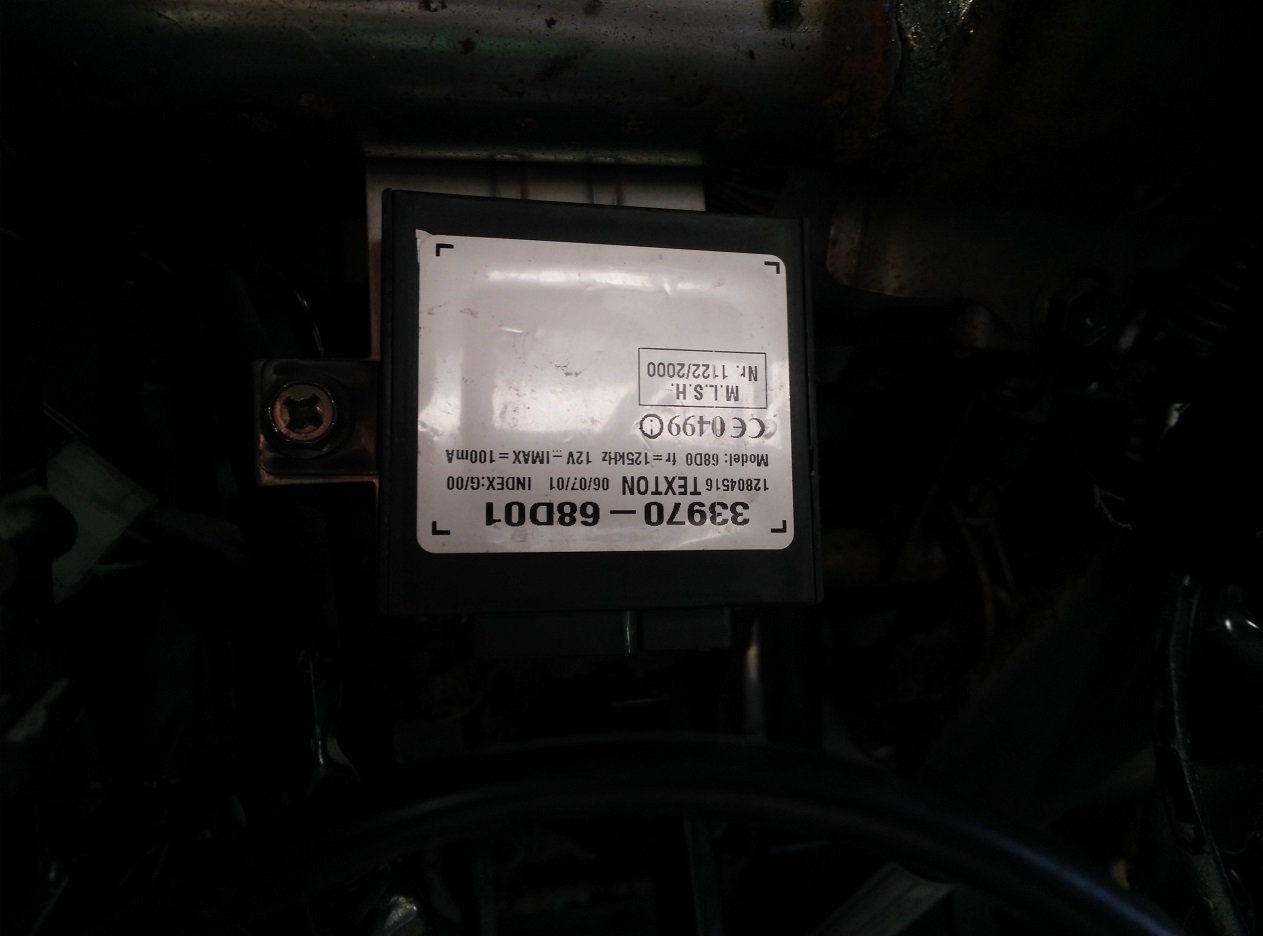 33970-68D01
12804516 TEXTON 06/07/01 INDEX:G/00
Model: 68D0 fr=125kHz 12V⎓ IMAX=100mA
CE0499ⓘ
M.L.S.H.
Nr. 1122/2000